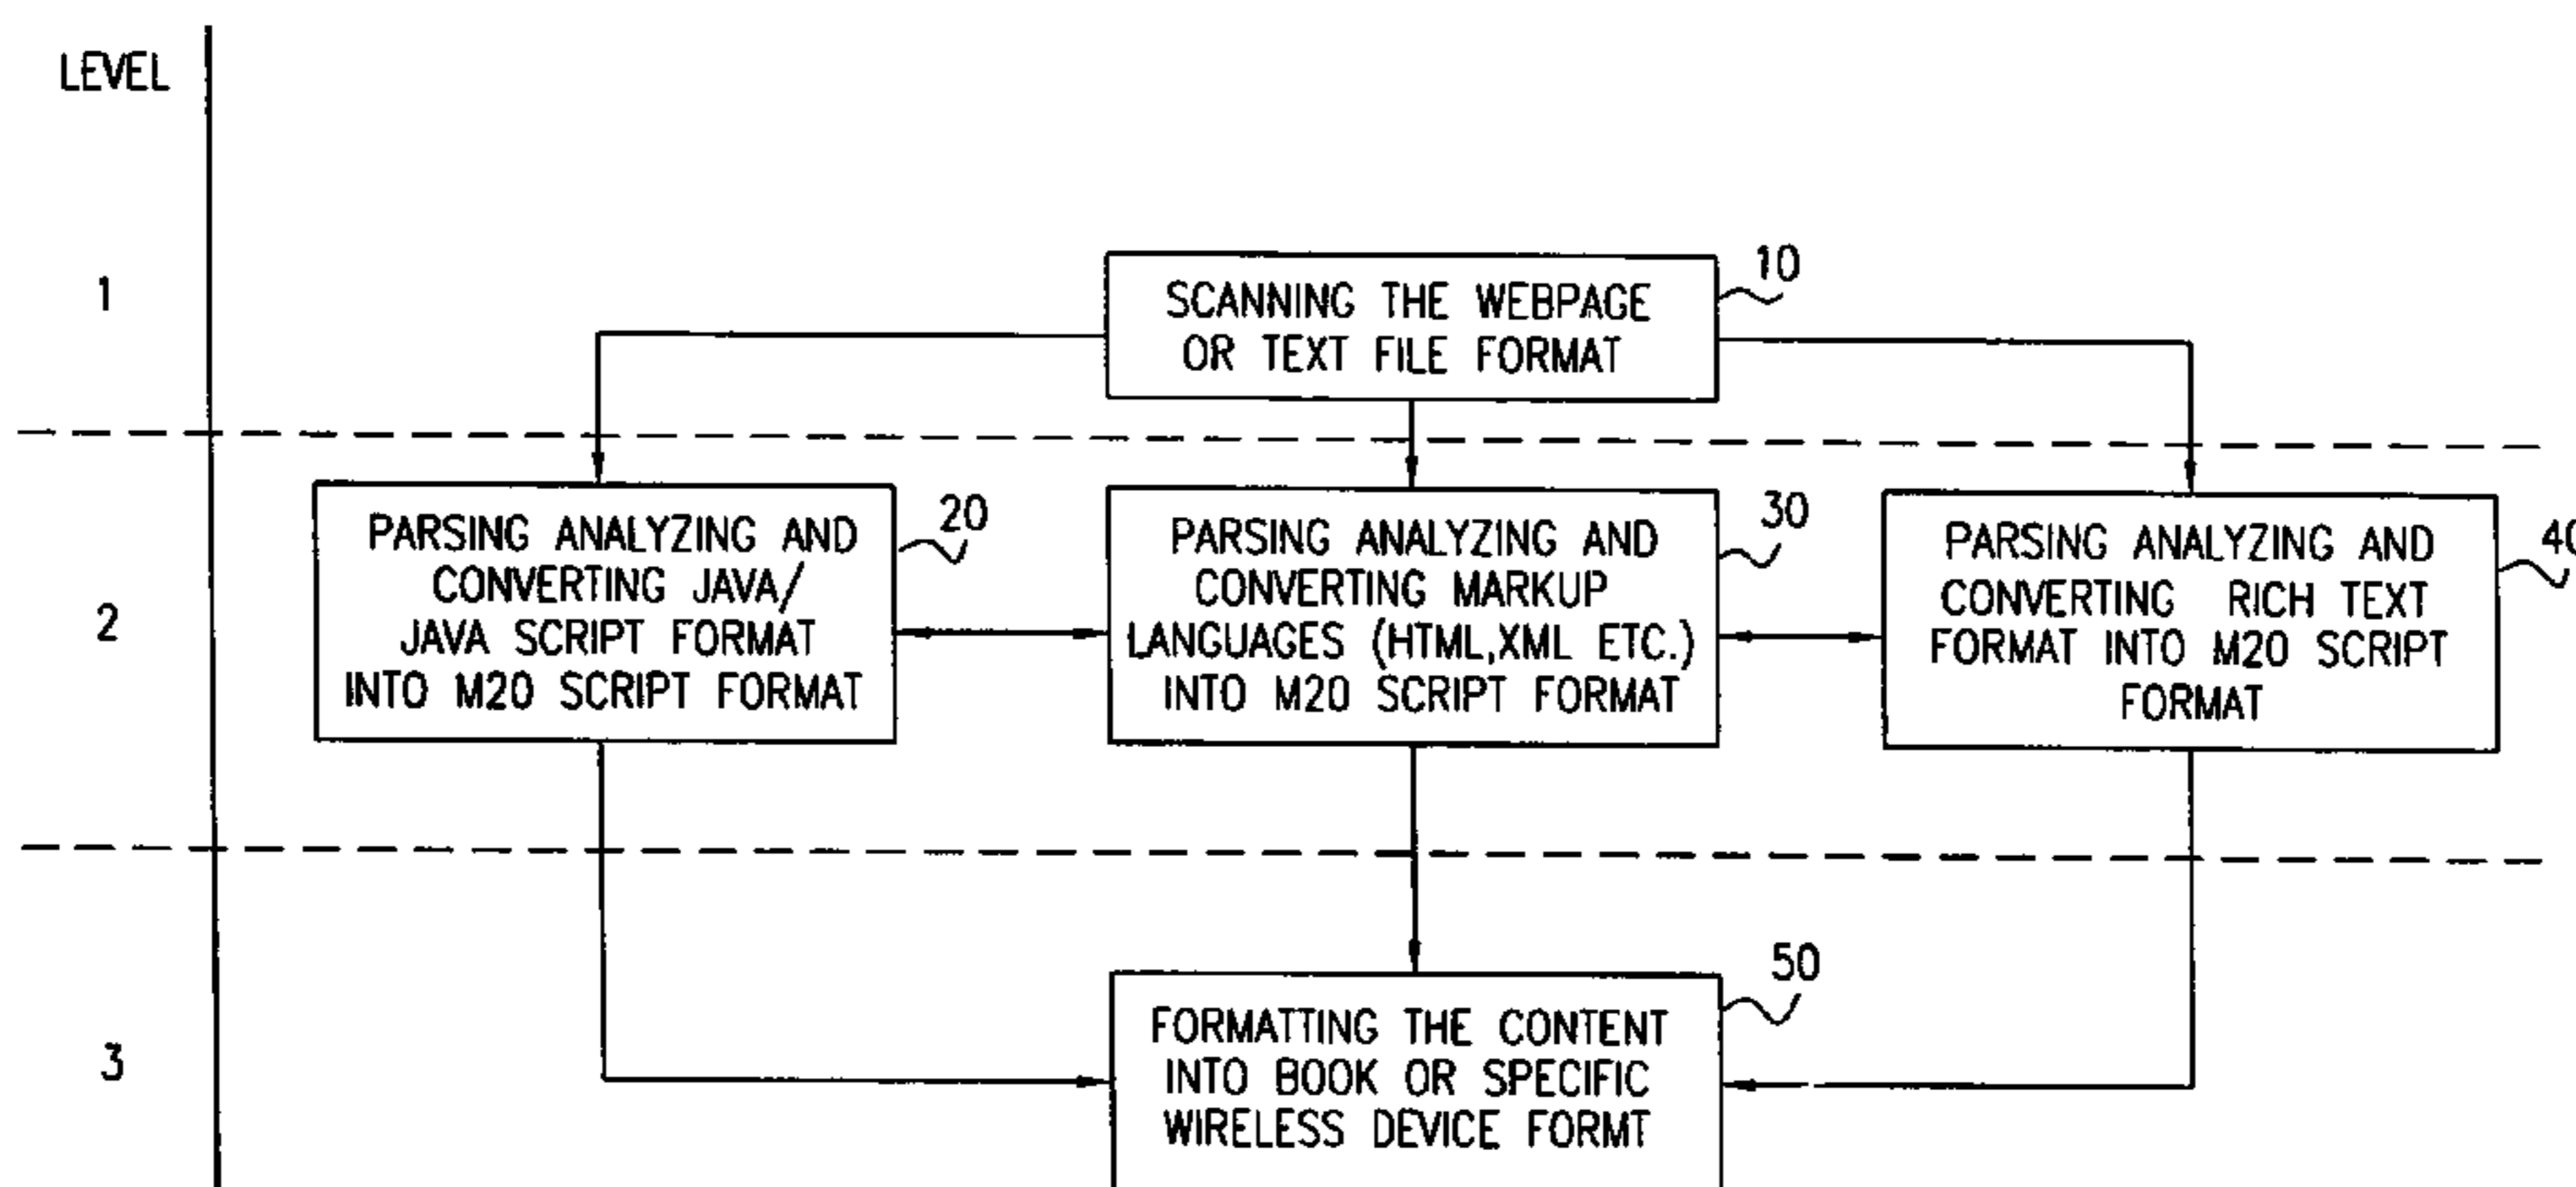 LEVEL
1
SCANNING THE WEBPAGE
OR TEXT FILE FORMAT
10
2
PARSING ANALYZING AND
CONVERTING JAVA/
JAVA SCRIPT FORMAT
INTO M20 SCRIPT FORMAT
20
PARSING ANALYZING AND
CONVERTING MARKUP
LANGUAGES (HTML,XML ETC.)
INTO M20 SCRIPT FORMAT
30
PARSING ANALYZING AND
CONVERTING RICH TEXT
FORMAT INTO M20 SCRIPT
FORMAT
40
3
FORMATTING THE CONTENT
INTO BOOK OR SPECIFIC
WIRELESS DEVICE FORMT
50